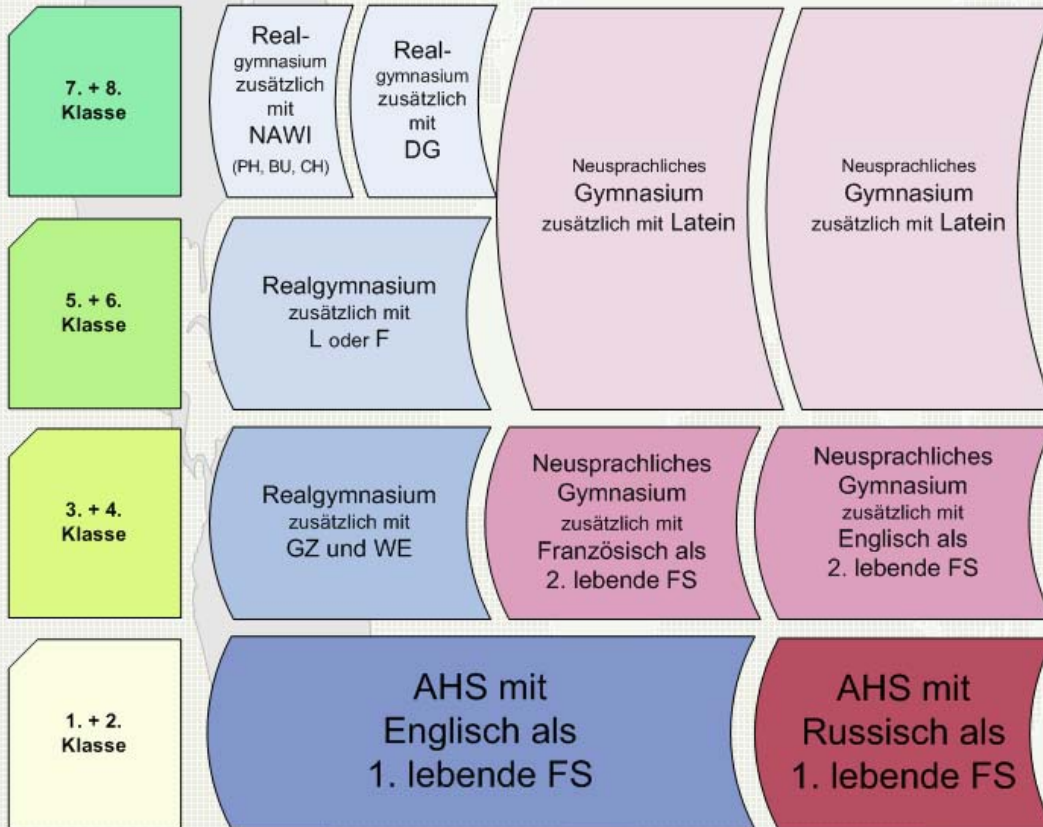 7. + 8.
Klasse
Real-
gymnasium
zusätzlich
mit
NAWI
(PH, BU, CH)
Real-
gymnasium
zusätzlich
mit
DG
Neusprachliches
Gymnasium
zusätzlich mit Latein
Neusprachliches
Gymnasium
zusätzlich mit Latein
5. + 6.
Klasse
Realgymnasium
zusätzlich mit
L oder F
3. + 4.
Klasse
Realgymnasium
zusätzlich mit
GZ und WE
Neusprachliches
Gymnasium
zusätzlich mit
Französisch als
2. lebende FS
Neusprachliches
Gymnasium
zusätzlich mit
Englisch als
2. lebende FS
1. + 2.
Klasse
AHS mit
Englisch als
1. lebende FS
AHS mit
Russisch als
1. lebende FS